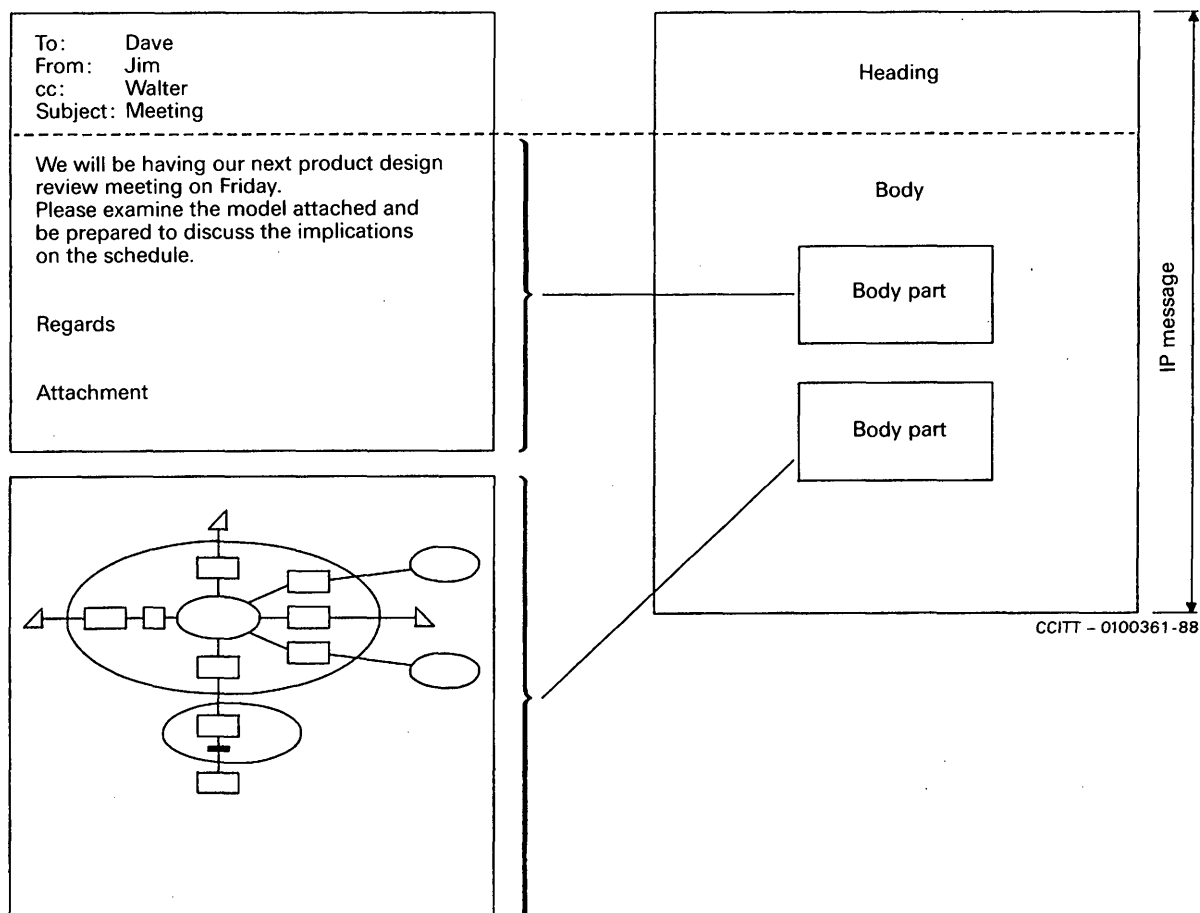 To: Dave
From: Jim
cc: Walter
Subject: Meeting
We will be having our next product design
review meeting on Friday.
Please examine the model attached and
be prepared to discuss the implications
on the schedule.
Regards
Attachment
Heading
Body
Body part
Body part
IP message
CCITT – 0100361-88